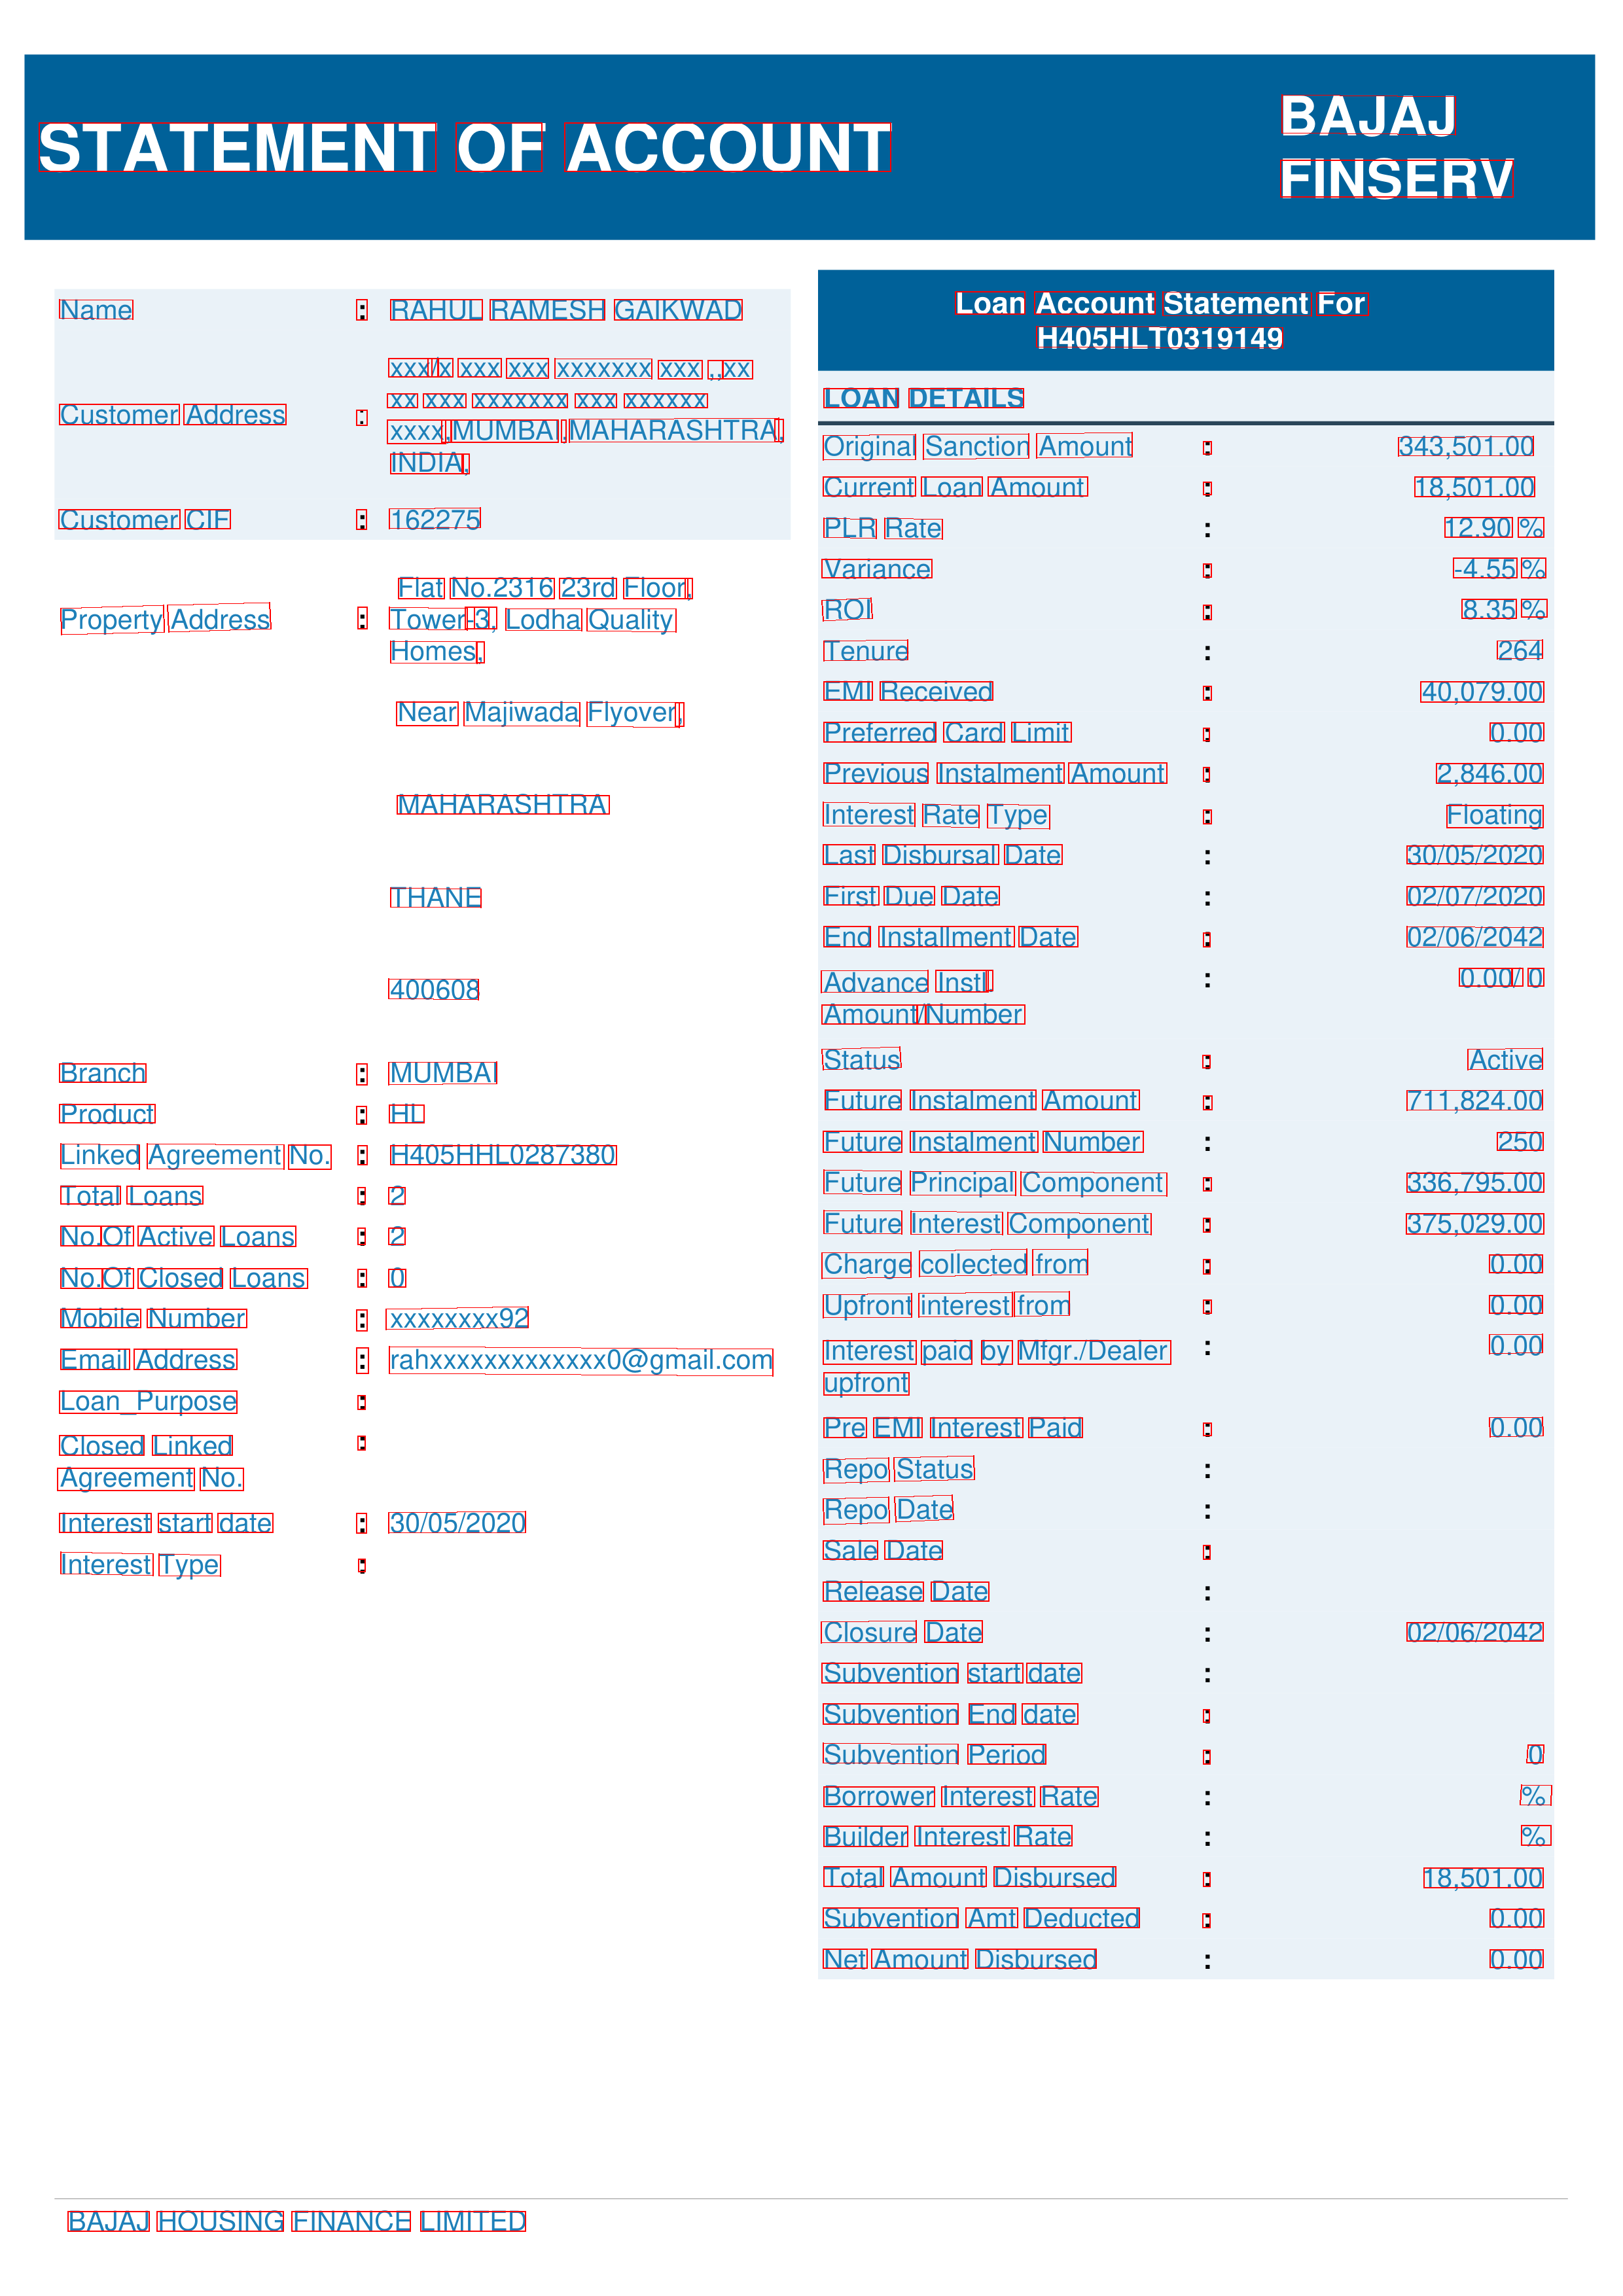 STATEMENT OF ACCOUNT
BAJAJ
FINSERV
Name : RAHUL RAMESH GAIKWAD
Customer Address : xxx/x xxx xxx xxxxxxx xxx ,,xx
xx xxx xxxxxxx xxx xxxxxx
xxxx,MUMBAI,MAHARASHTRA,
INDIA,
Customer CIF : 162275
Property Address : Flat No.2316 23rd Floor,
Tower-3, Lodha Quality
Homes,
Near Majiwada Flyover,
MAHARASHTRA
THANE
400608
Branch : MUMBAI
Product : HL
Linked Agreement No. : H405HHL0287380
Total Loans : 2
No.Of Active Loans : 2
No.Of Closed Loans : 0
Mobile Number : xxxxxxxx92
Email Address : rahxxxxxxxxxxxxx0@gmail.com
Loan_Purpose :
Closed Linked :
Agreement No.
Interest start date : 30/05/2020
Interest Type :
Loan Account Statement For
H405HLT0319149
LOAN DETAILS
Original Sanction Amount : 343,501.00
Current Loan Amount : 18,501.00
PLR Rate : 12.90 %
Variance : -4.55 %
ROI : 8.35 %
Tenure : 264
EMI Received : 40,079.00
Preferred Card Limit : 0.00
Previous Instalment Amount : 2,846.00
Interest Rate Type : Floating
Last Disbursal Date : 30/05/2020
First Due Date : 02/07/2020
End Installment Date : 02/06/2042
Advance Instl. : 0.00/ 0
Amount/Number
Status : Active
Future Instalment Amount : 711,824.00
Future Instalment Number : 250
Future Principal Component : 336,795.00
Future Interest Component : 375,029.00
Charge collected from : 0.00
Upfront interest from : 0.00
Interest paid by Mfgr./Dealer : 0.00
upfront
Pre EMI Interest Paid : 0.00
Repo Status :
Repo Date :
Sale Date :
Release Date :
Closure Date : 02/06/2042
Subvention start date :
Subvention End date :
Subvention Period : 0
Borrower Interest Rate : %
Builder Interest Rate : %
Total Amount Disbursed : 18,501.00
Subvention Amt Deducted : 0.00
Net Amount Disbursed : 0.00
BAJAJ HOUSING FINANCE LIMITED